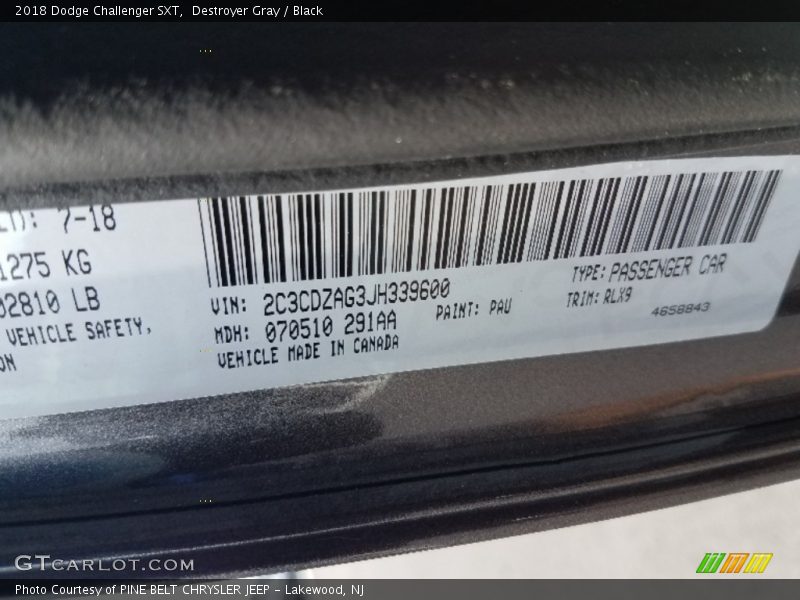 2018 Dodge Challenger SXT, Destroyer Gray / Black
7-18
1275 KG
02810 LB
VEHICLE SAFETY,
VIN: 2C3CDZAG3JH339600
MDH: 070510 291AA
PAINT: PAU
VEHICLE MADE IN CANADA
TYPE: PASSENGER CAR
TRIM: RLX9
4658843
GTCARLOT.COM
Photo Courtesy of PINE BELT CHRYSLER JEEP - Lakewood, NJ